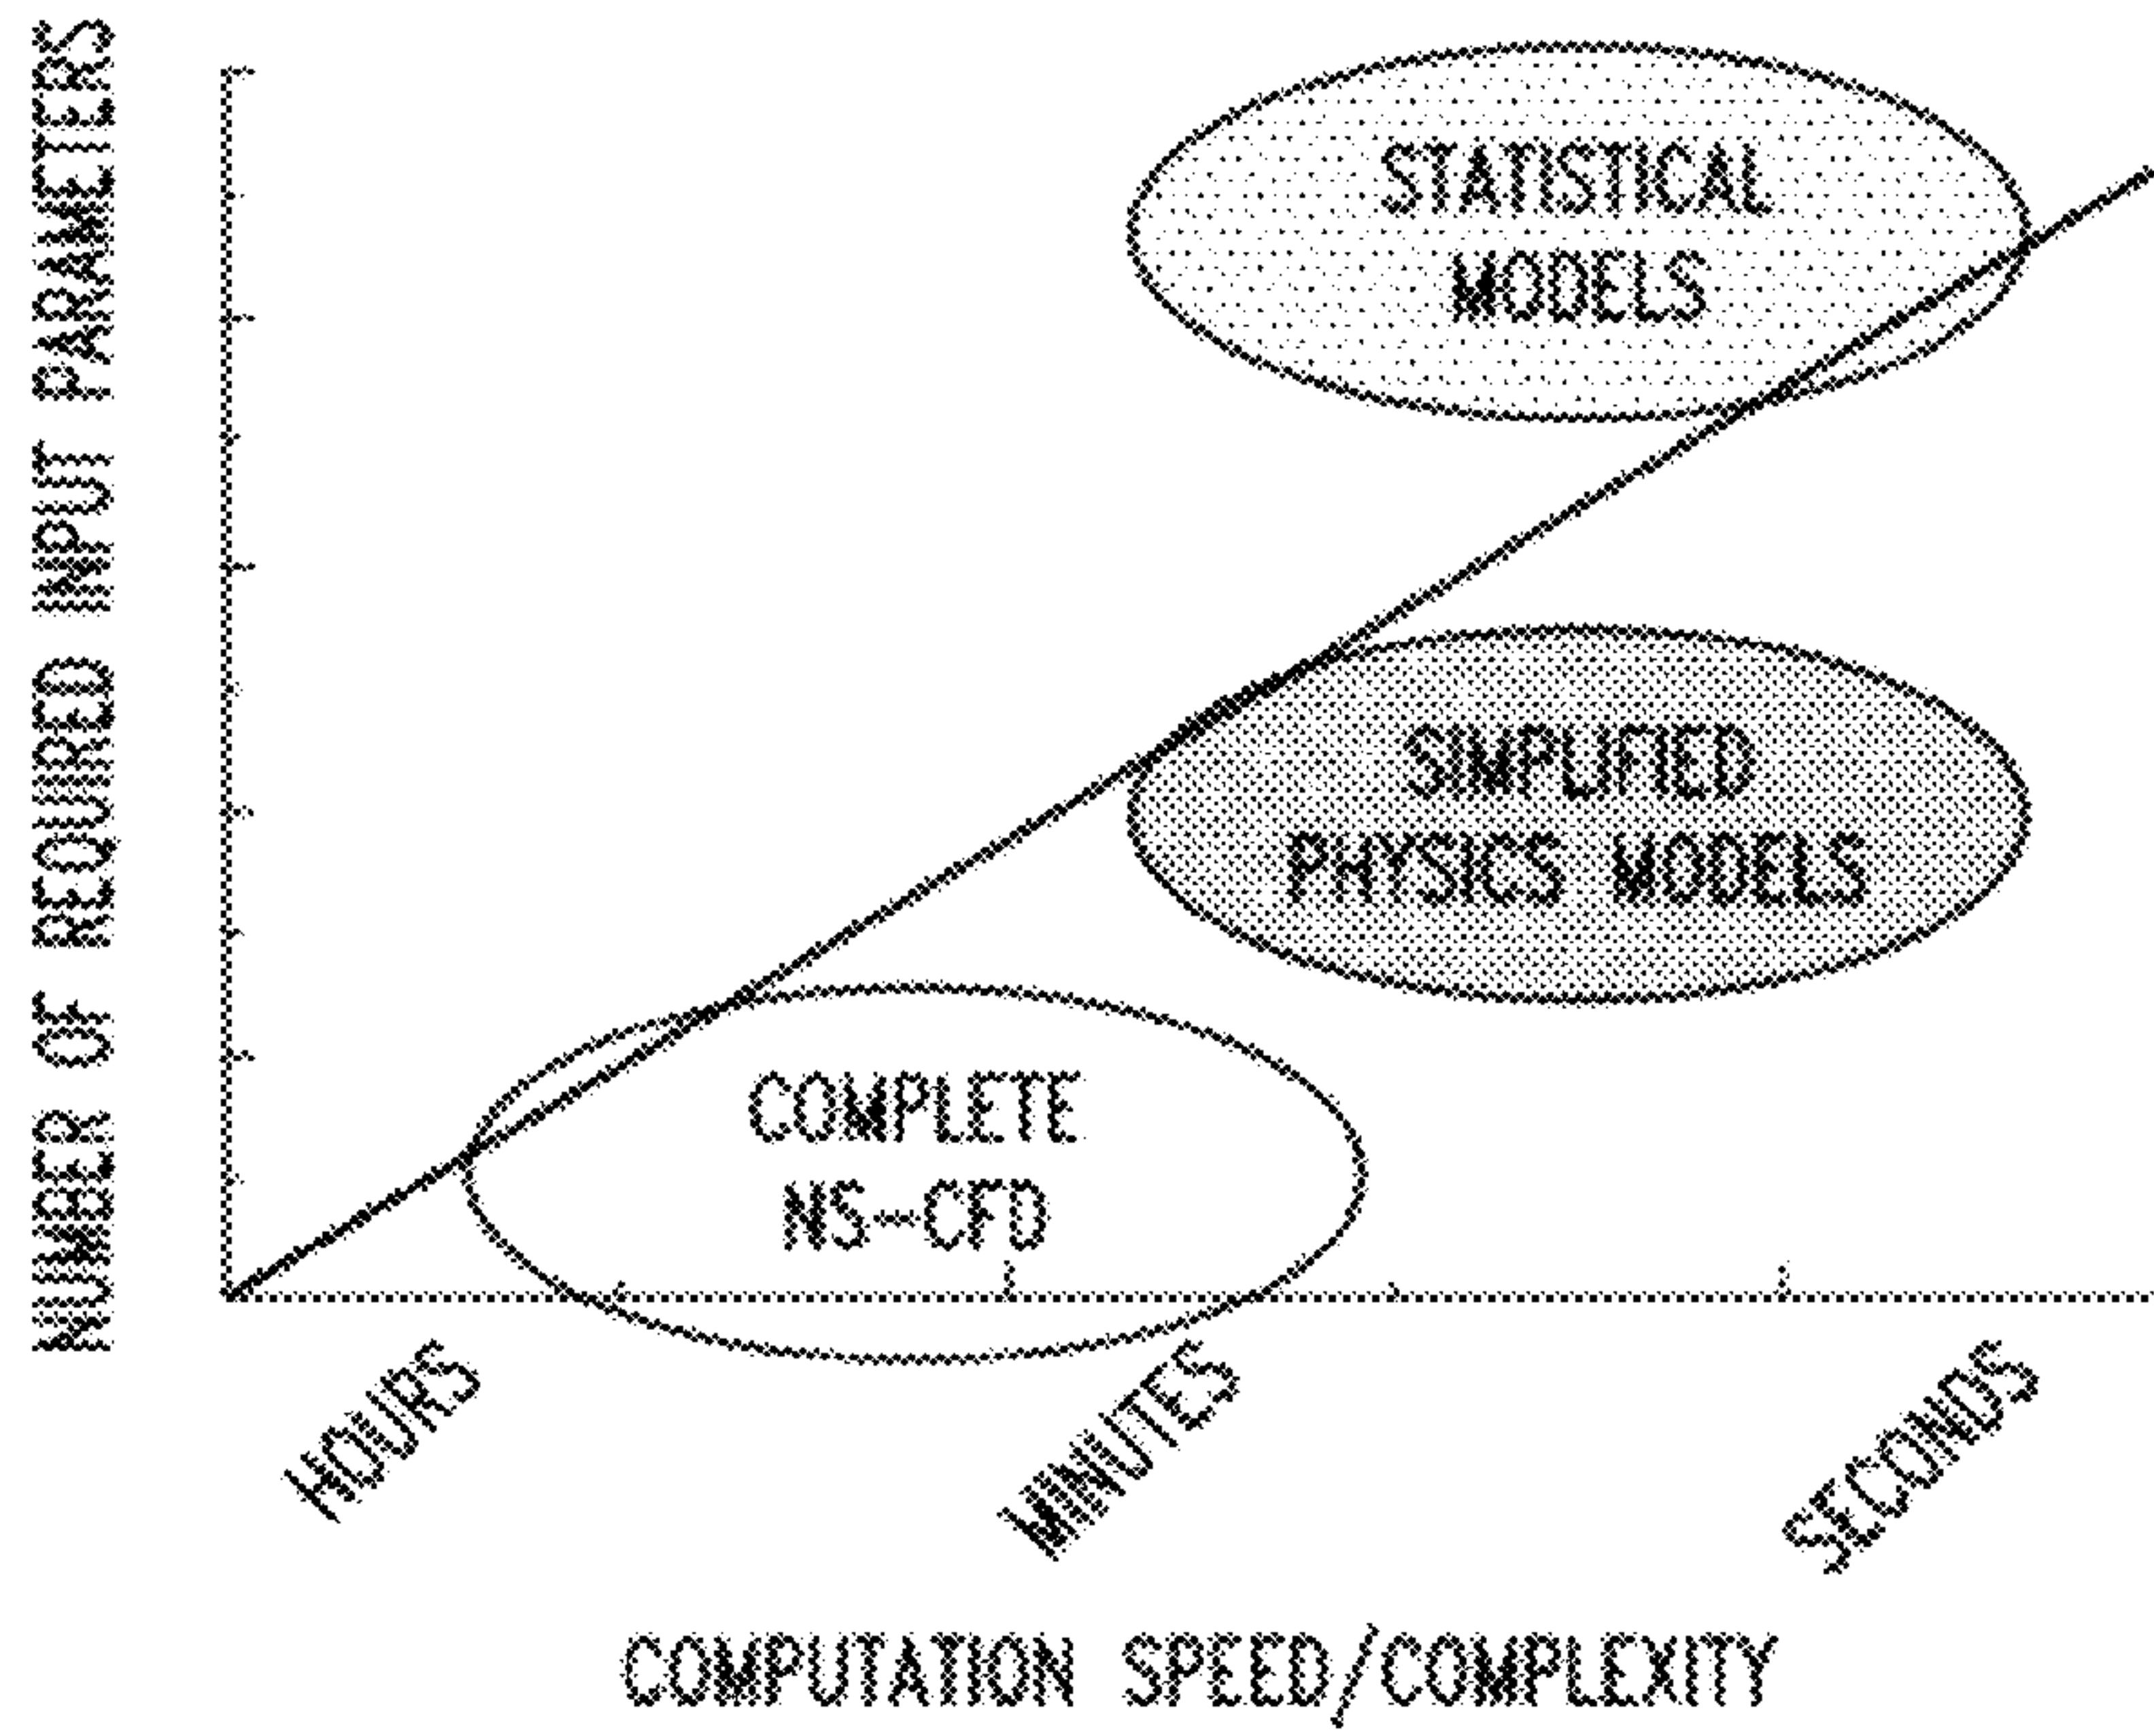 NUMBER OF REQUIRED INPUT PARAMETERS
STATISTICAL
MODELS
SIMPLIFIED
PHYSICS MODELS
COMPLETE
NS-CFD
HOURS
MINUTES
SECONDS
COMPUTATION SPEED/COMPLEXITY